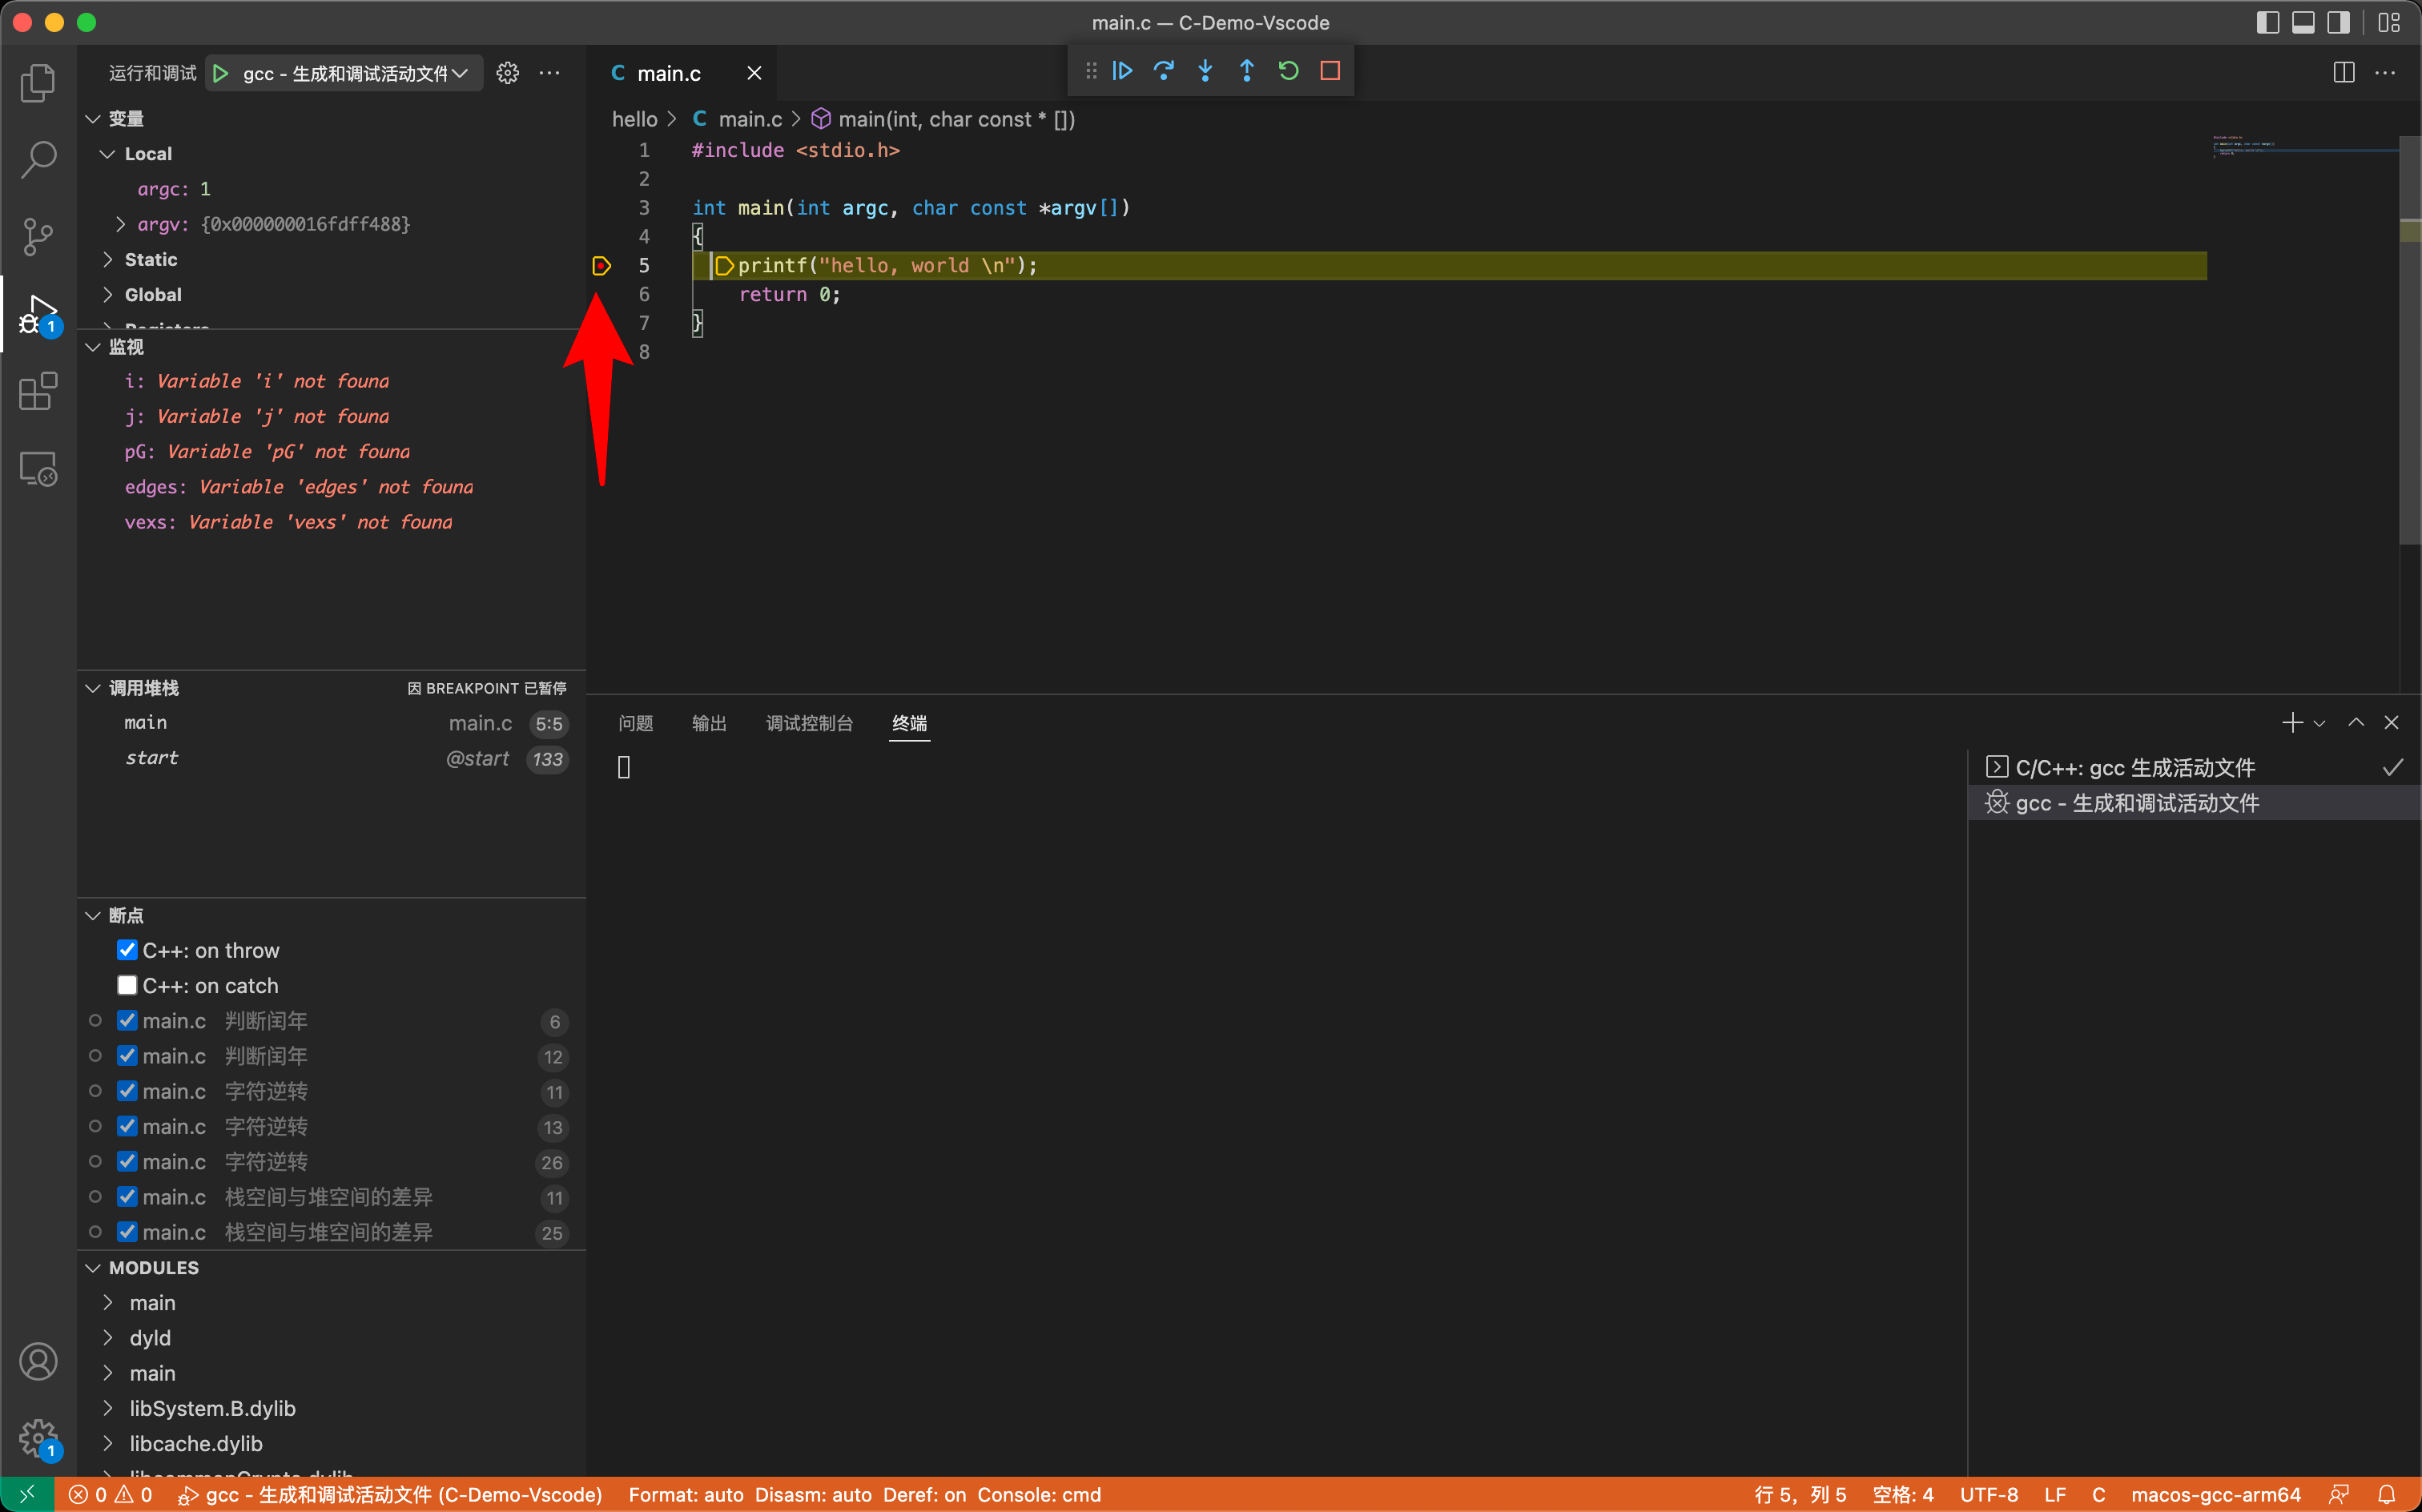 main.c — C-Demo-Vscode
运行和调试
gcc - 生成和调试活动文件
变量
Local
argc: 1
argv: {0x000000016fdff488}
Static
Global
Registers
监视
i: Variable 'i' not found
j: Variable 'j' not found
pG: Variable 'pG' not found
edges: Variable 'edges' not found
vexs: Variable 'vexs' not found
调用堆栈 因 BREAKPOINT 已暂停
main main.c 5:5
start @start 133
断点
C++: on throw
C++: on catch
main.c 判断闰年 6
main.c 判断闰年 12
main.c 字符逆转 11
main.c 字符逆转 13
main.c 字符逆转 26
main.c 栈空间与堆空间的差异 11
main.c 栈空间与堆空间的差异 25
MODULES
main
dyld
main
libSystem.B.dylib
libcache.dylib
libcommonCrypto.dylib
1
1
C main.c
hello > C main.c > main(int, char const * [])
1 #include <stdio.h>
2
3 int main(int argc, char const *argv[])
4 {
5 printf("hello, world \n");
6 return 0;
7 }
8
问题 输出 调试控制台 终端
C/C++: gcc 生成活动文件
gcc - 生成和调试活动文件
0 0 gcc - 生成和调试活动文件 (C-Demo-Vscode) Format: auto Disasm: auto Deref: on Console: cmd 行 5，列 5 空格: 4 UTF-8 LF C macos-gcc-arm64